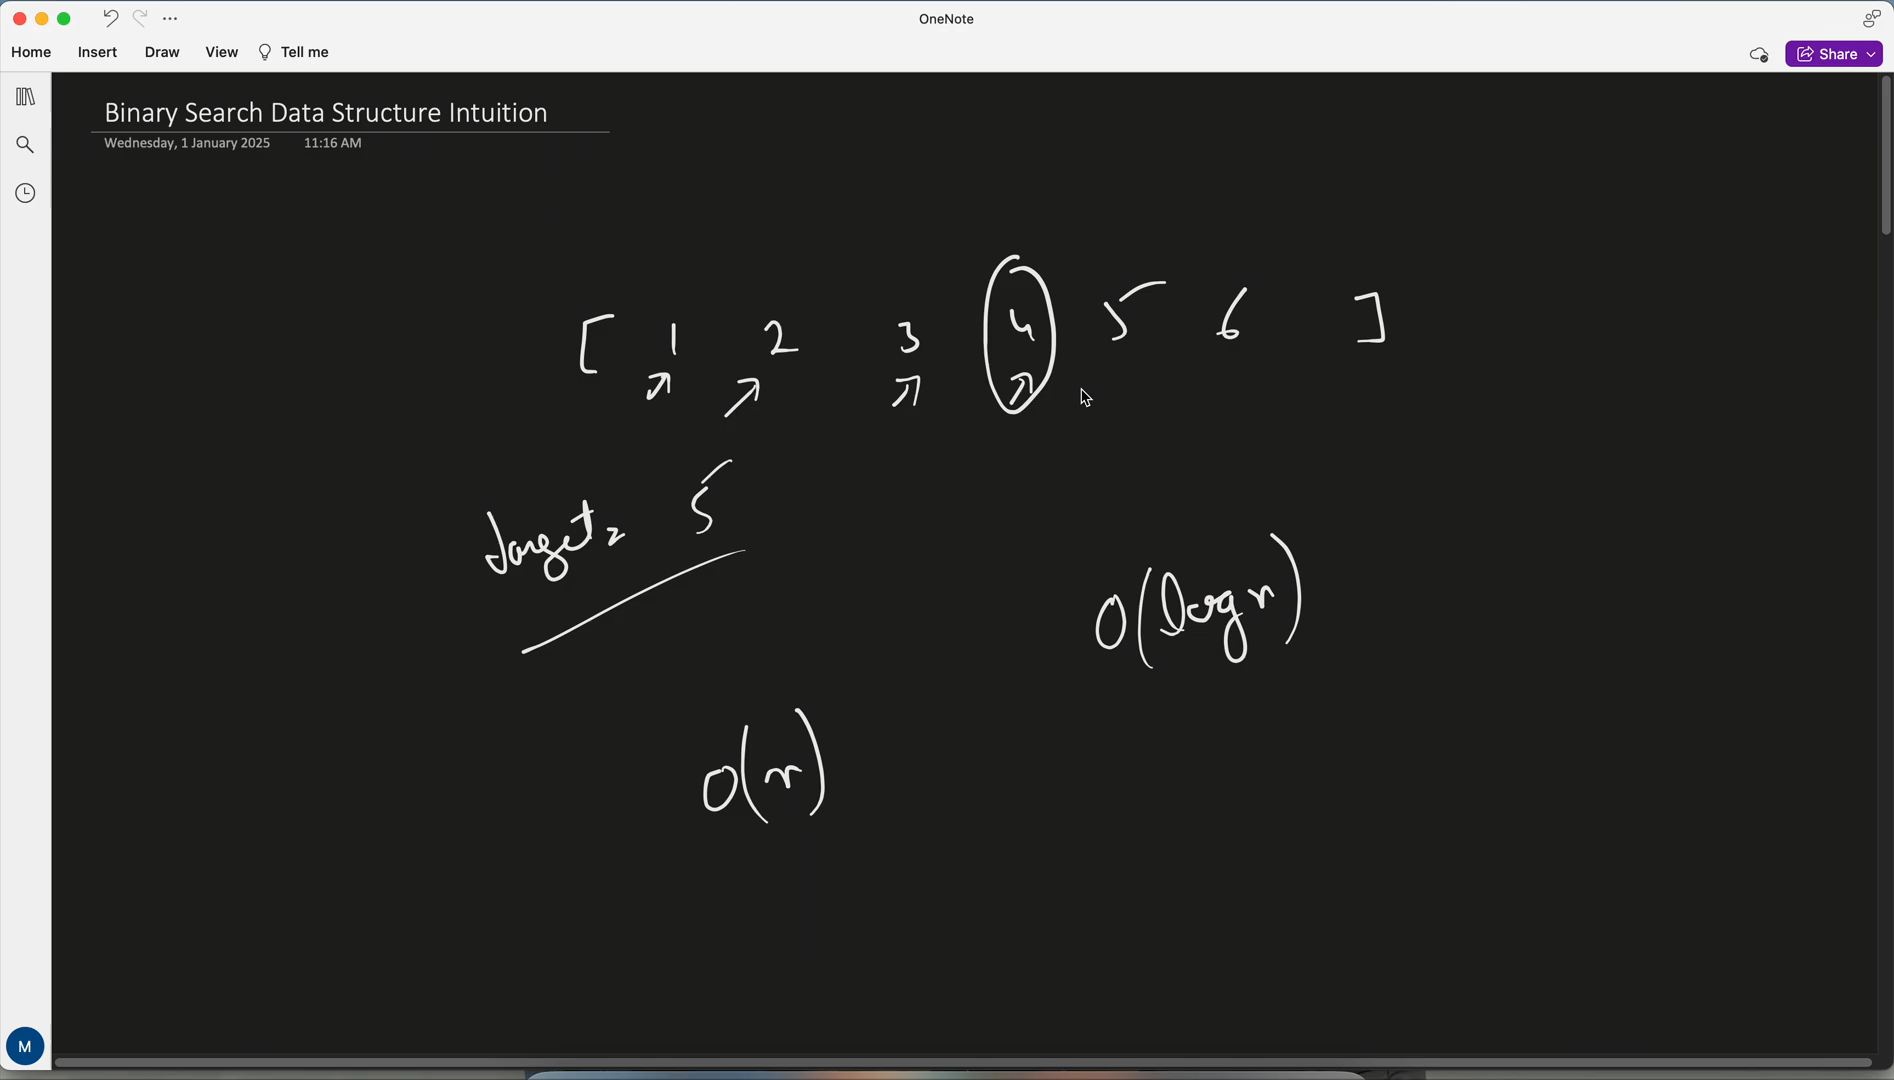 OneNote
Home Insert Draw View Tell me
Share
Binary Search Data Structure Intuition
Wednesday, 1 January 2025 11:16 AM
[ 1 2 3 4 5 6 ]
target = 5
O(log n)
O(n)
M